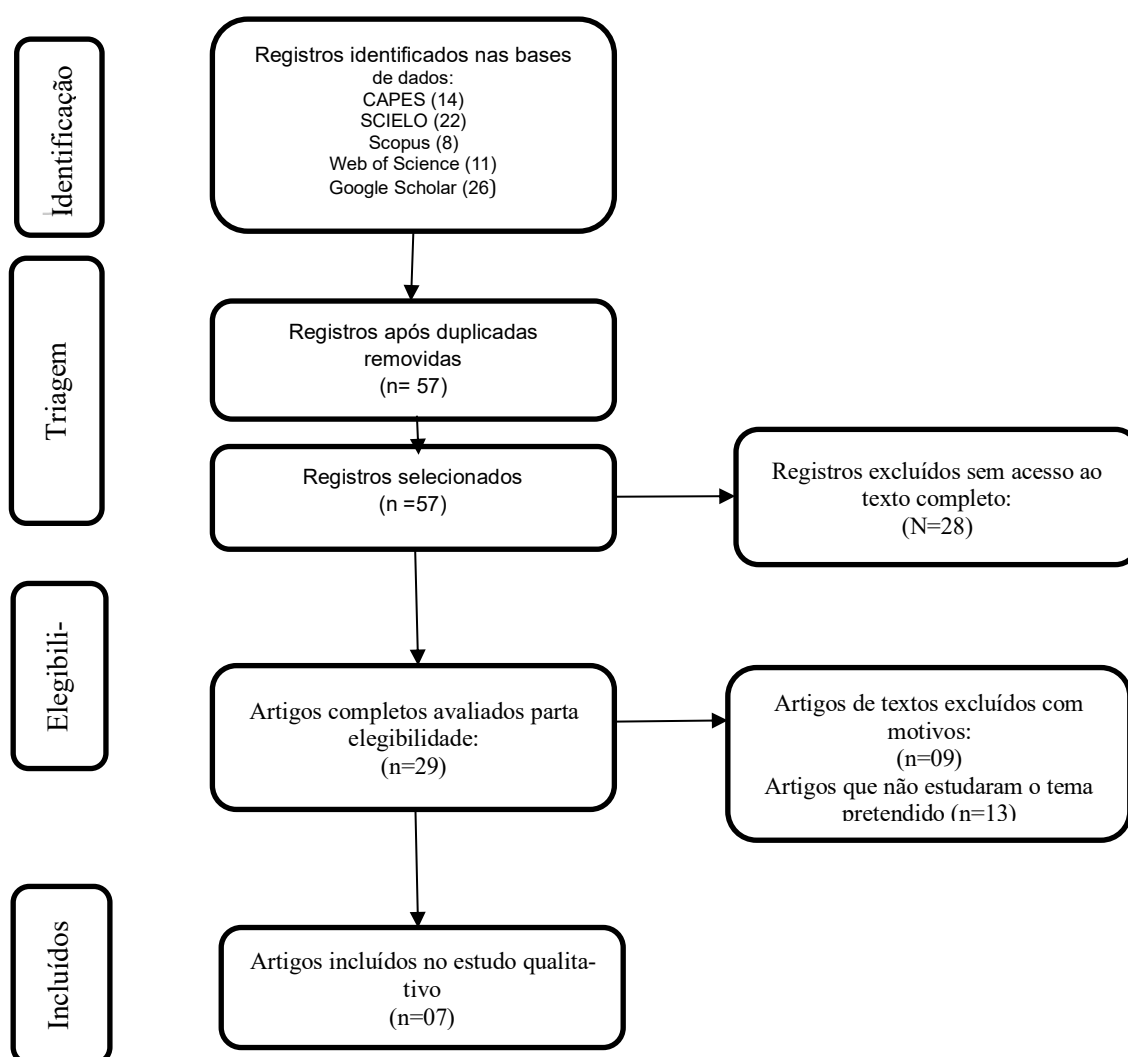 Identificação
Registros identificados nas bases
de dados:
CAPES (14)
SCIELO (22)
Scopus (8)
Web of Science (11)
Google Scholar (26)
Triagem
Registros após duplicadas
removidas
(n= 57)
Registros selecionados
(n =57)
Registros excluídos sem acesso ao
texto completo:
(N=28)
Elegibili-
Artigos completos avaliados parta
elegibilidade:
(n=29)
Artigos de textos excluídos com
motivos:
(n=09)
Artigos que não estudaram o tema
pretendido (n=13)
Incluídos
Artigos incluídos no estudo qualita-
tivo
(n=07)